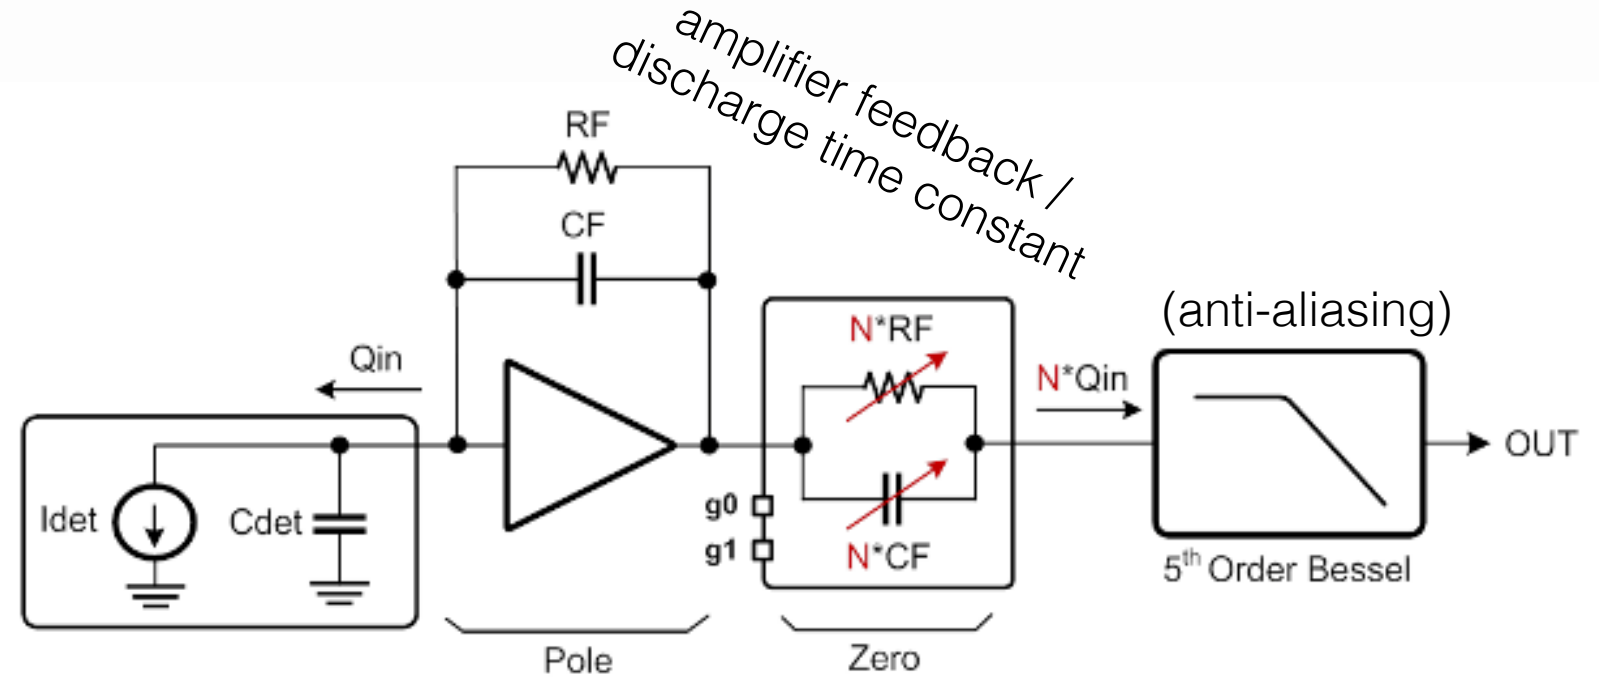 amplifier feedback /
discharge time constant
RF
CF
(anti-aliasing)
N*RF
Qin
N*Qin
OUT
Idet
Cdet
g0
g1
N*CF
5th Order Bessel
Pole
Zero